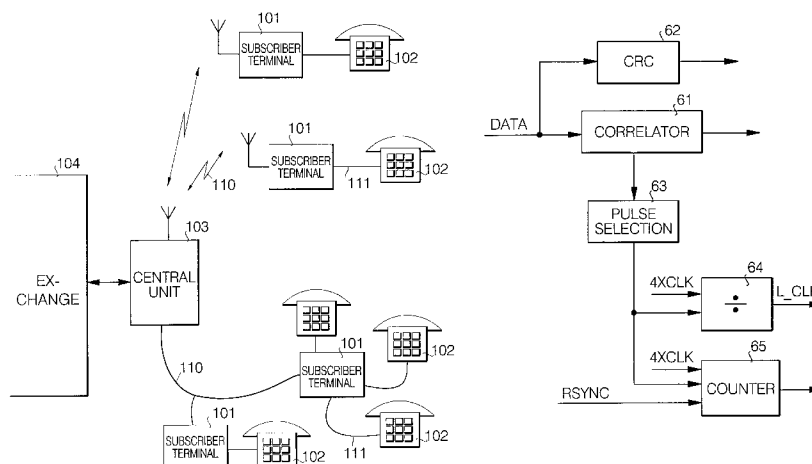 101
SUBSCRIBER
TERMINAL
102
101
SUBSCRIBER
TERMINAL
102
110
111
104
EX-
CHANGE
103
CENTRAL
UNIT
110
101
SUBSCRIBER
TERMINAL
102
102
111
101
SUBSCRIBER
TERMINAL
102
62
CRC
DATA
61
CORRELATOR
63
PULSE
SELECTION
4XCLK
64
÷
4XCLK
65
COUNTER
RSYNC